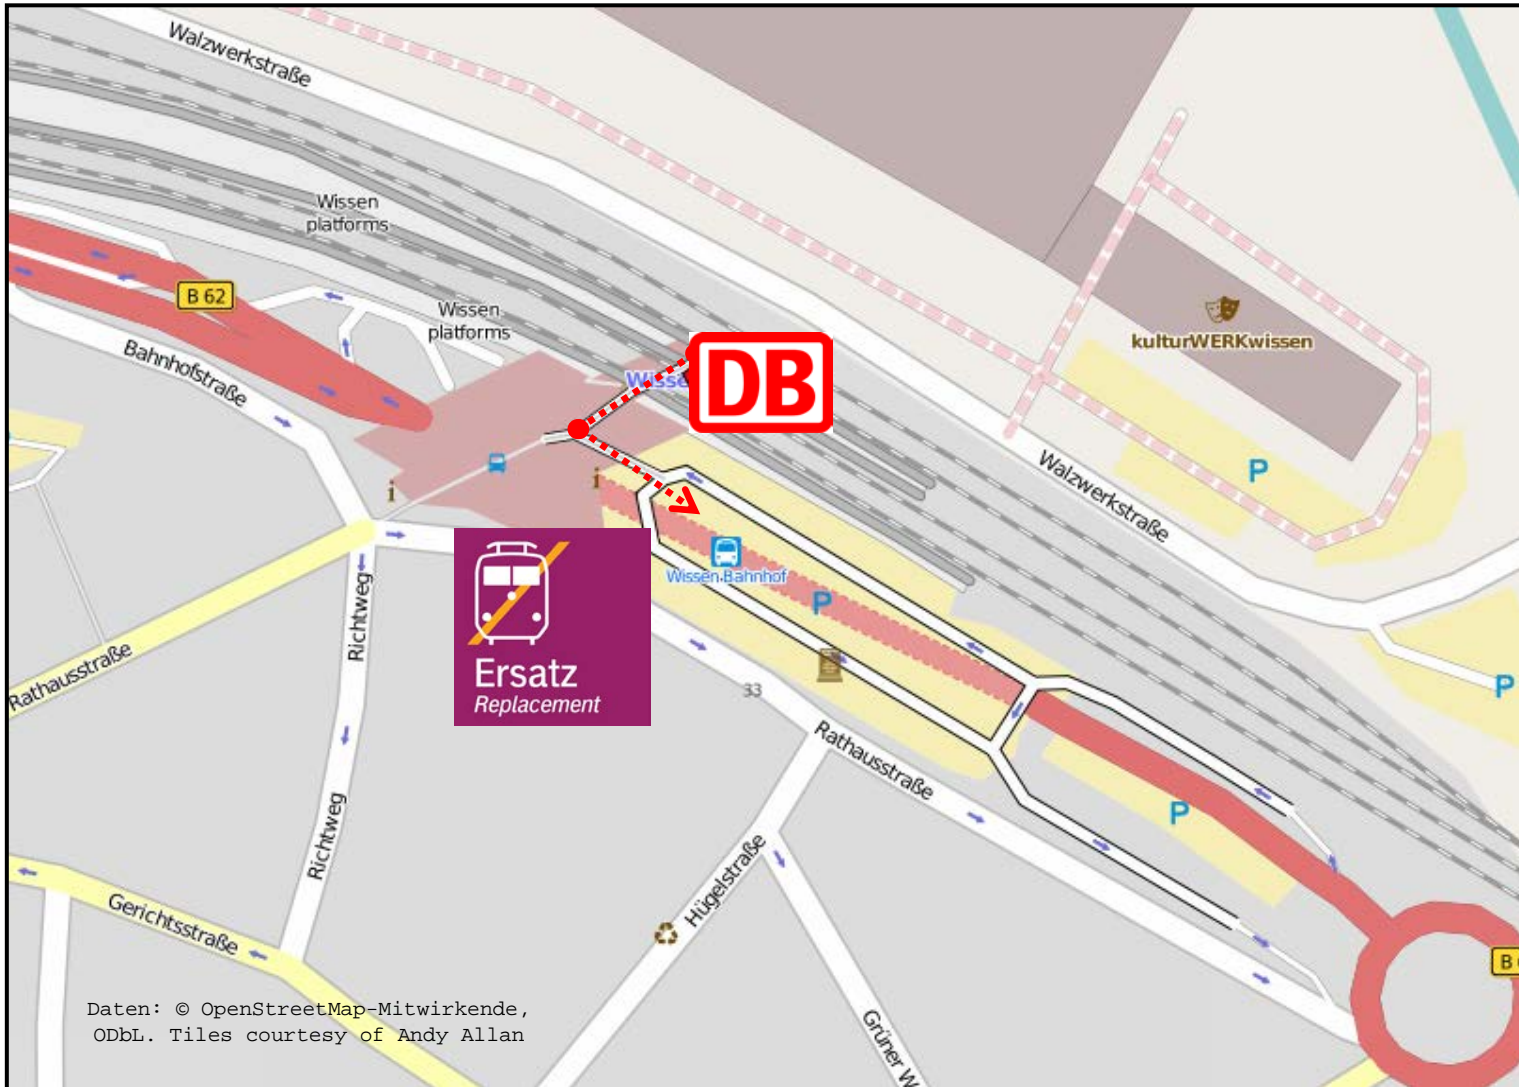 Walzwerkstraße
Wissen
platforms
B 62
Wissen
platforms
kulturWERKwissen
Bahnhofstraße
DB
P
Walzwerkstraße
i
i
Wissen Bahnhof
P
Richtweg
Ersatz
Replacement
Rathausstraße
33
P
Rathausstraße
P
Richtweg
Hügelstraße
Gerichtsstraße
B
Daten: © OpenStreetMap-Mitwirkende,
ODbL. Tiles courtesy of Andy Allan
Grüner W